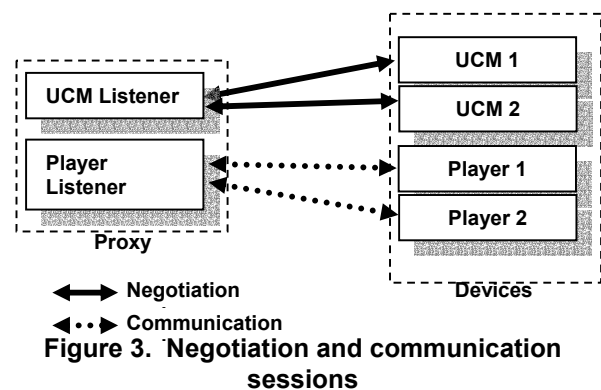 UCM Listener
Player
Listener
Proxy
UCM 1
UCM 2
Player 1
Player 2
Devices
Negotiation
Communication
Figure 3. Negotiation and communication
sessions